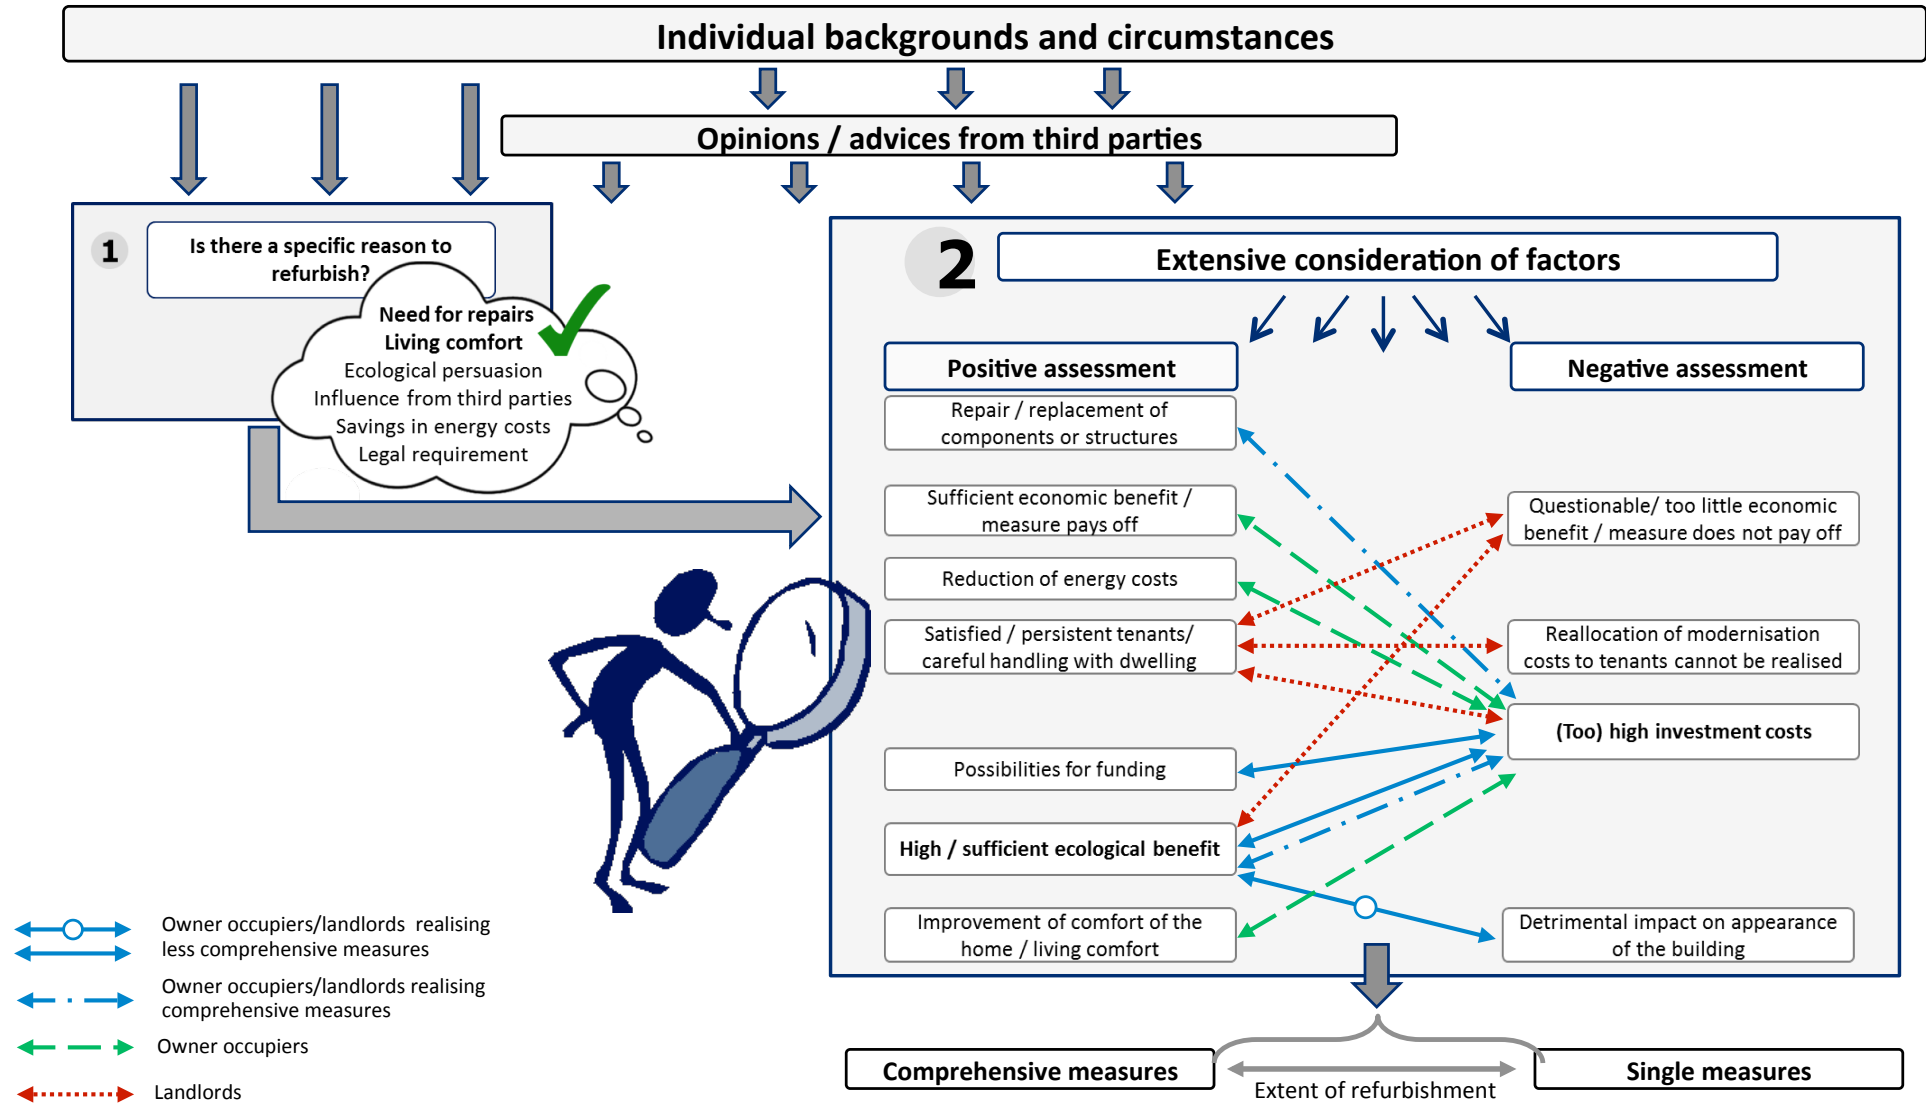 Individual backgrounds and circumstances
Opinions / advices from third parties
1
Is there a specific reason to
refurbish?
Need for repairs
Living comfort
Ecological persuasion
Influence from third parties
Savings in energy costs
Legal requirement
2
Extensive consideration of factors
Positive assessment
Negative assessment
Repair / replacement of
components or structures
Sufficient economic benefit /
measure pays off
Reduction of energy costs
Satisfied / persistent tenants/
careful handling with dwelling
Possibilities for funding
High / sufficient ecological benefit
Improvement of comfort of the
home / living comfort
Questionable/ too little economic
benefit / measure does not pay off
Reallocation of modernisation
costs to tenants cannot be realised
(Too) high investment costs
Detrimental impact on appearance
of the building
Owner occupiers/landlords realising
less comprehensive measures
Owner occupiers/landlords realising
comprehensive measures
Owner occupiers
Landlords
Comprehensive measures
Extent of refurbishment
Single measures